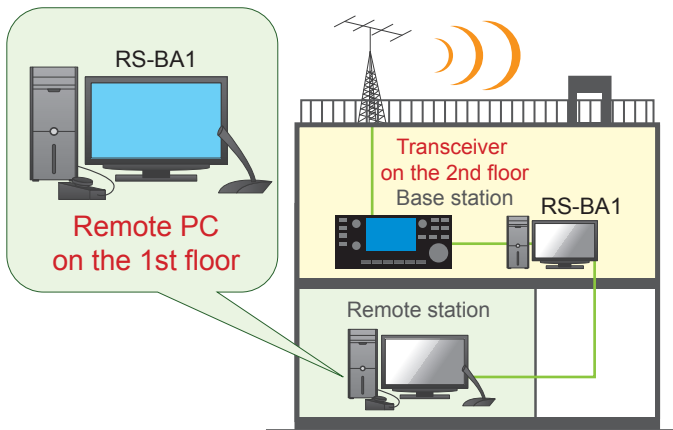 RS-BA1
Remote PC
on the 1st floor
Transceiver
on the 2nd floor
Base station
RS-BA1
Remote station